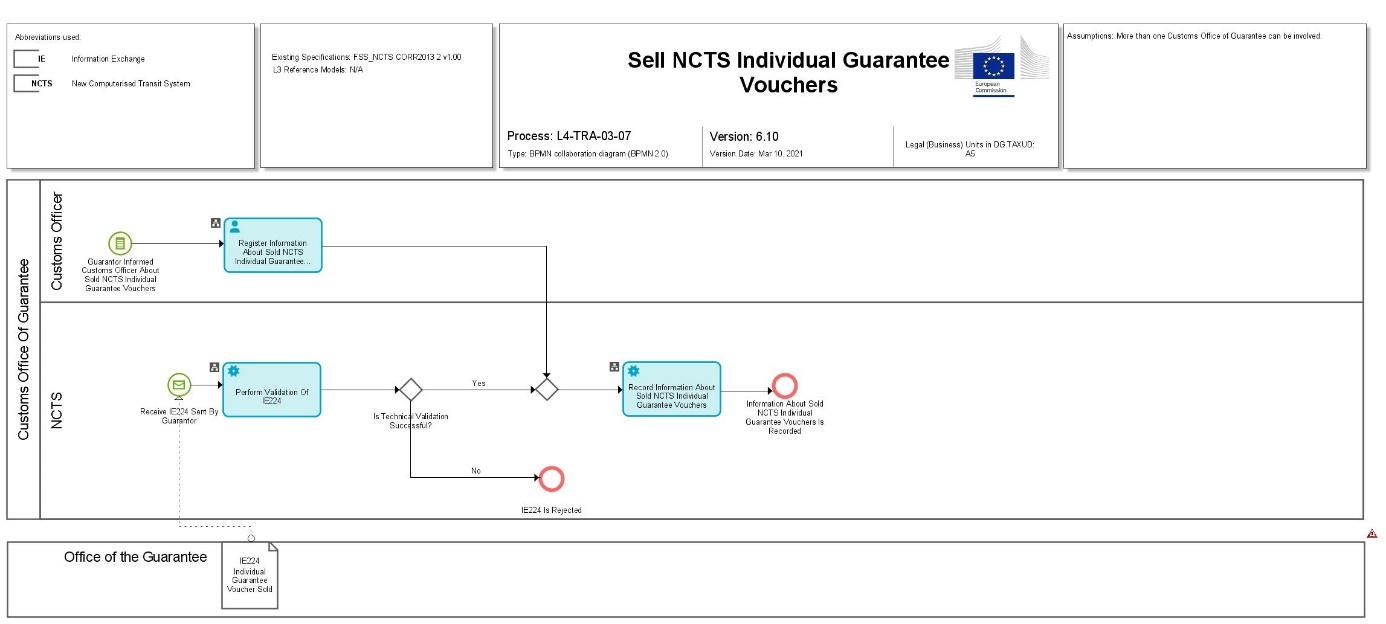 Abbreviations used:
IE
Information Exchange
NCTS
New Computerised Transit System
Existing Specifications: FSS_NCTS CORR2013 2 v1.00
L3 Reference Models: N/A
Sell NCTS Individual Guarantee
Vouchers
European
Commission
Process: L4-TRA-03-07
Type: BPMN collaboration diagram (BPMN 2.0)
Version: 6.10
Version Date: Mar 10, 2021
Legal (Business) Units in DG TAXUD:
A5
Assumptions: More than one Customs Office of Guarantee can be involved.
Customs Office Of Guarantee
Customs Officer
Guarantor Informed
Customs Officer About
Sold NCTS Individual
Guarantee Vouchers
Register Information
About Sold NCTS
Individual Guarantee...
NCTS
Receive IE224 Sent By
Guarantor
Perform Validation Of
IE224
Is Technical Validation
Successful?
Yes
No
IE224 Is Rejected
Record Information About
Sold NCTS Individual
Guarantee Vouchers
Information About Sold
NCTS Individual
Guarantee Vouchers Is
Recorded
Office of the Guarantee
IE224
Individual
Guarantee
Voucher Sold